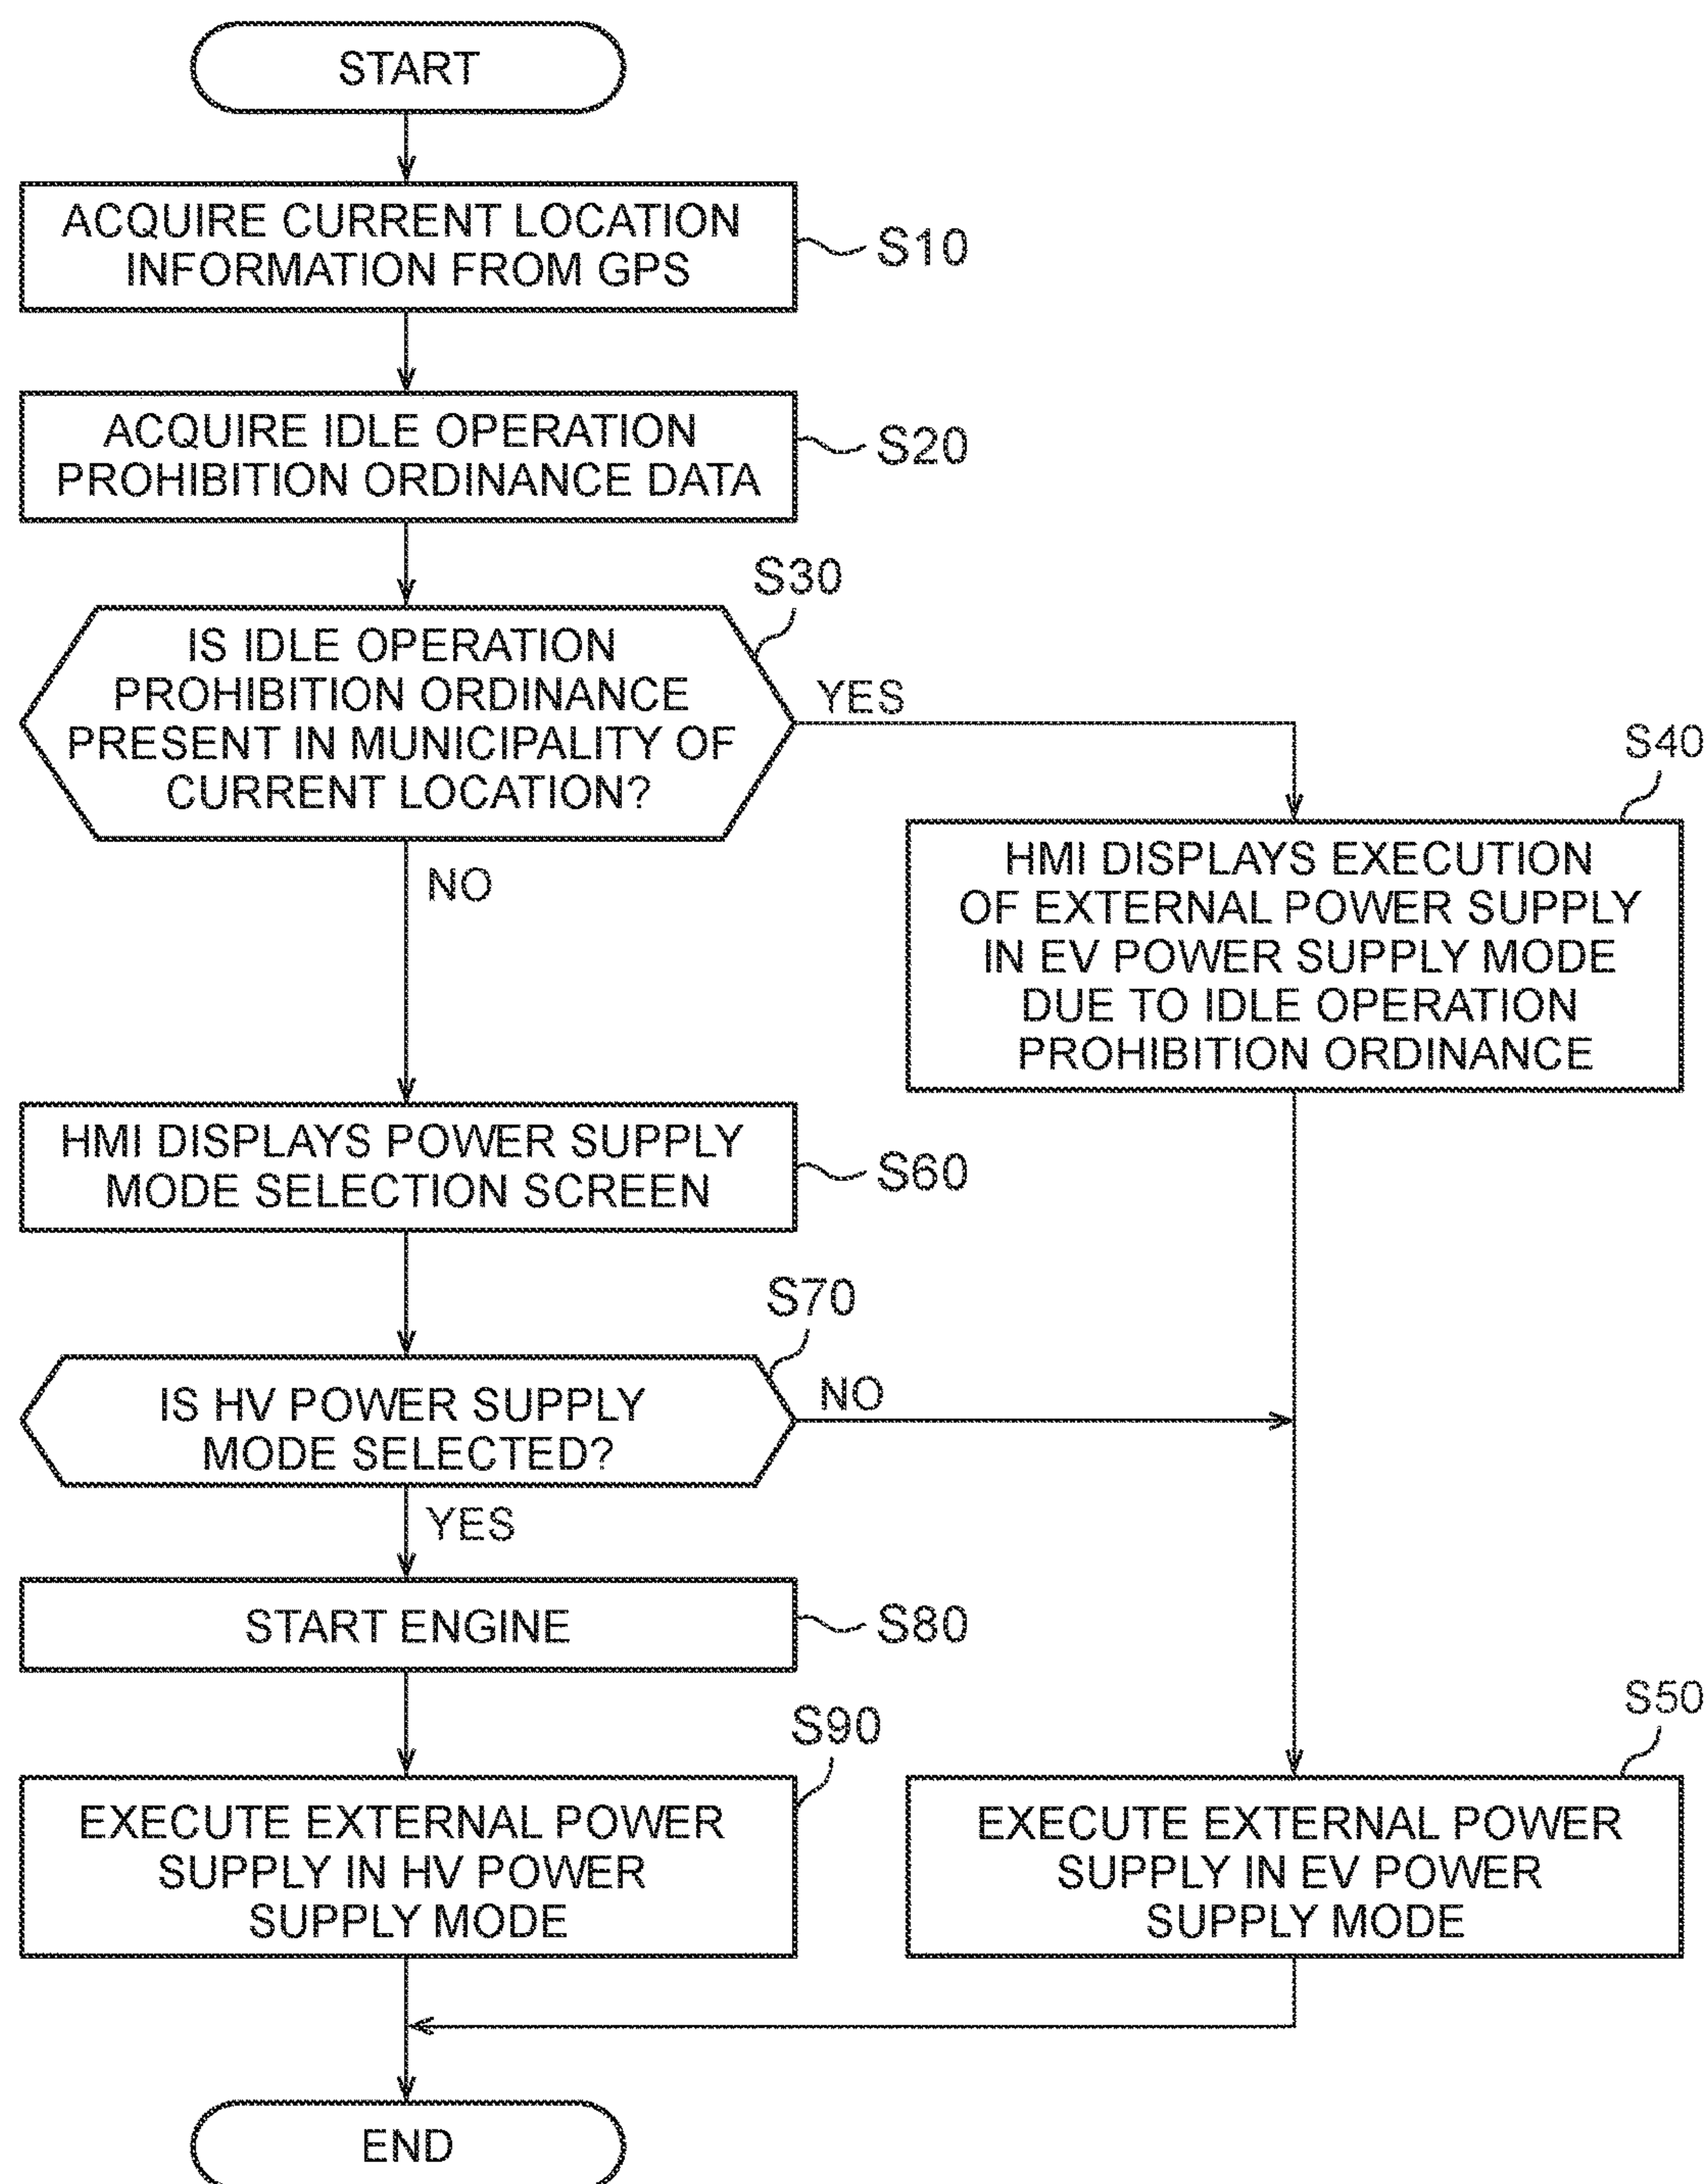 START
ACQUIRE CURRENT LOCATION
INFORMATION FROM GPS
S10
ACQUIRE IDLE OPERATION
PROHIBITION ORDINANCE DATA
S20
S30
IS IDLE OPERATION
PROHIBITION ORDINANCE
PRESENT IN MUNICIPALITY OF
CURRENT LOCATION?
YES
NO
S40
HMI DISPLAYS EXECUTION
OF EXTERNAL POWER SUPPLY
IN EV POWER SUPPLY MODE
DUE TO IDLE OPERATION
PROHIBITION ORDINANCE
HMI DISPLAYS POWER SUPPLY
MODE SELECTION SCREEN
S60
S70
IS HV POWER SUPPLY
MODE SELECTED?
NO
YES
START ENGINE
S80
S90
EXECUTE EXTERNAL POWER
SUPPLY IN HV POWER
SUPPLY MODE
S50
EXECUTE EXTERNAL POWER
SUPPLY IN EV POWER
SUPPLY MODE
END